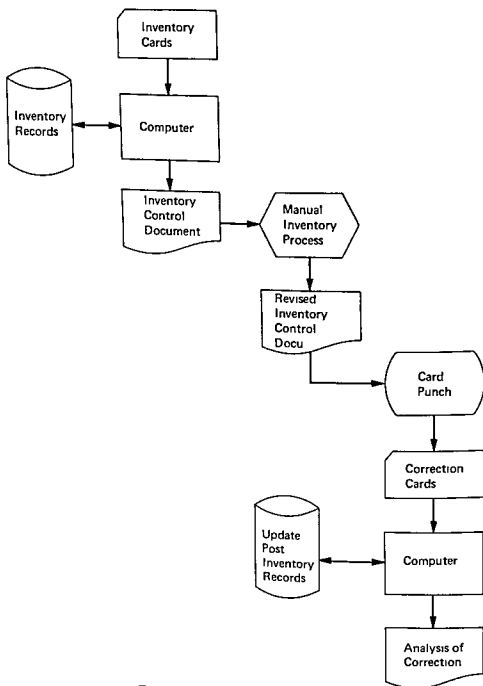 Inventory
Cards
Inventory
Records
Computer
Inventory
Control
Document
Manual
Inventory
Process
Revised
Inventory
Control
Docu
Card
Punch
Correction
Cards
Update
Post
Inventory
Records
Computer
Analysis of
Correction